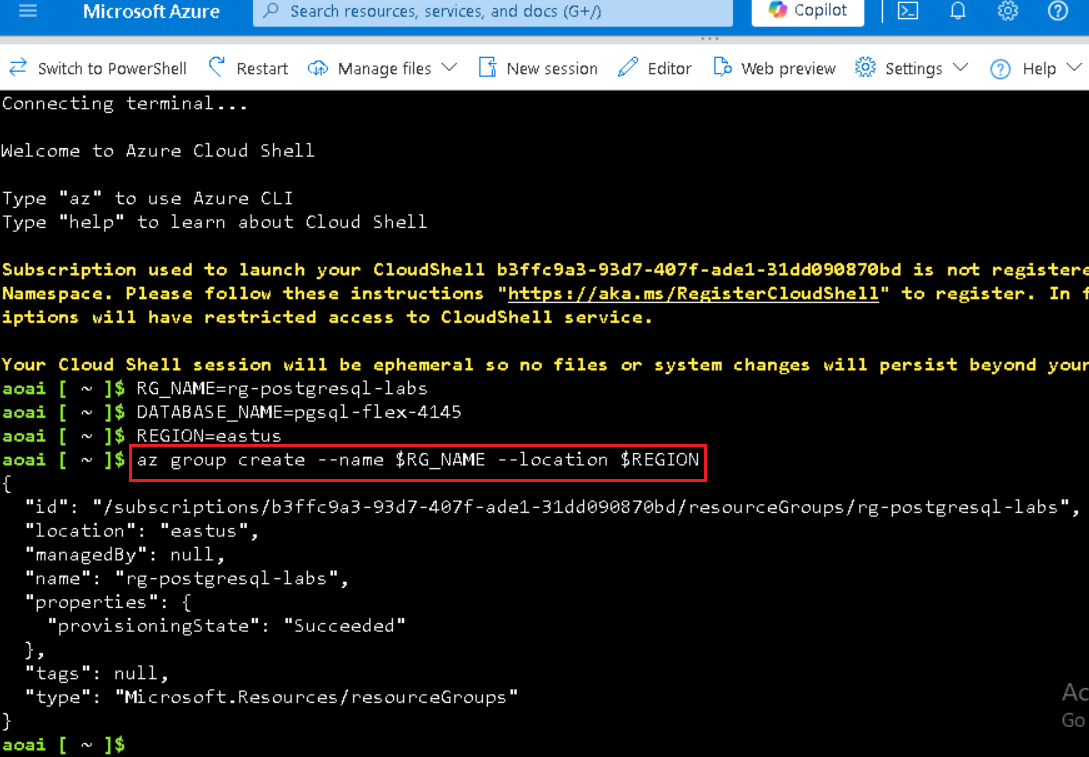 Microsoft Azure
Search resources, services, and docs (G+/)
Copilot
Switch to PowerShell Restart Manage files New session Editor Web preview Settings Help
Connecting terminal...
Welcome to Azure Cloud Shell
Type "az" to use Azure CLI
Type "help" to learn about Cloud Shell
Subscription used to launch your CloudShell b3ffc9a3-93d7-407f-ade1-31dd090870bd is not registere
Namespace. Please follow these instructions "https://aka.ms/RegisterCloudShell" to register. In f
iptions will have restricted access to CloudShell service.
Your Cloud Shell session will be ephemeral so no files or system changes will persist beyond your
aoai [ ~ ]$ RG_NAME=rg-postgresql-labs
aoai [ ~ ]$ DATABASE_NAME=pgsql-flex-4145
aoai [ ~ ]$ REGION=eastus
aoai [ ~ ]$ az group create --name $RG_NAME --location $REGION
{
  "id": "/subscriptions/b3ffc9a3-93d7-407f-ade1-31dd090870bd/resourceGroups/rg-postgresql-labs",
  "location": "eastus",
  "managedBy": null,
  "name": "rg-postgresql-labs",
  "properties": {
    "provisioningState": "Succeeded"
  },
  "tags": null,
  "type": "Microsoft.Resources/resourceGroups"
}
aoai [ ~ ]$
Ac
Go